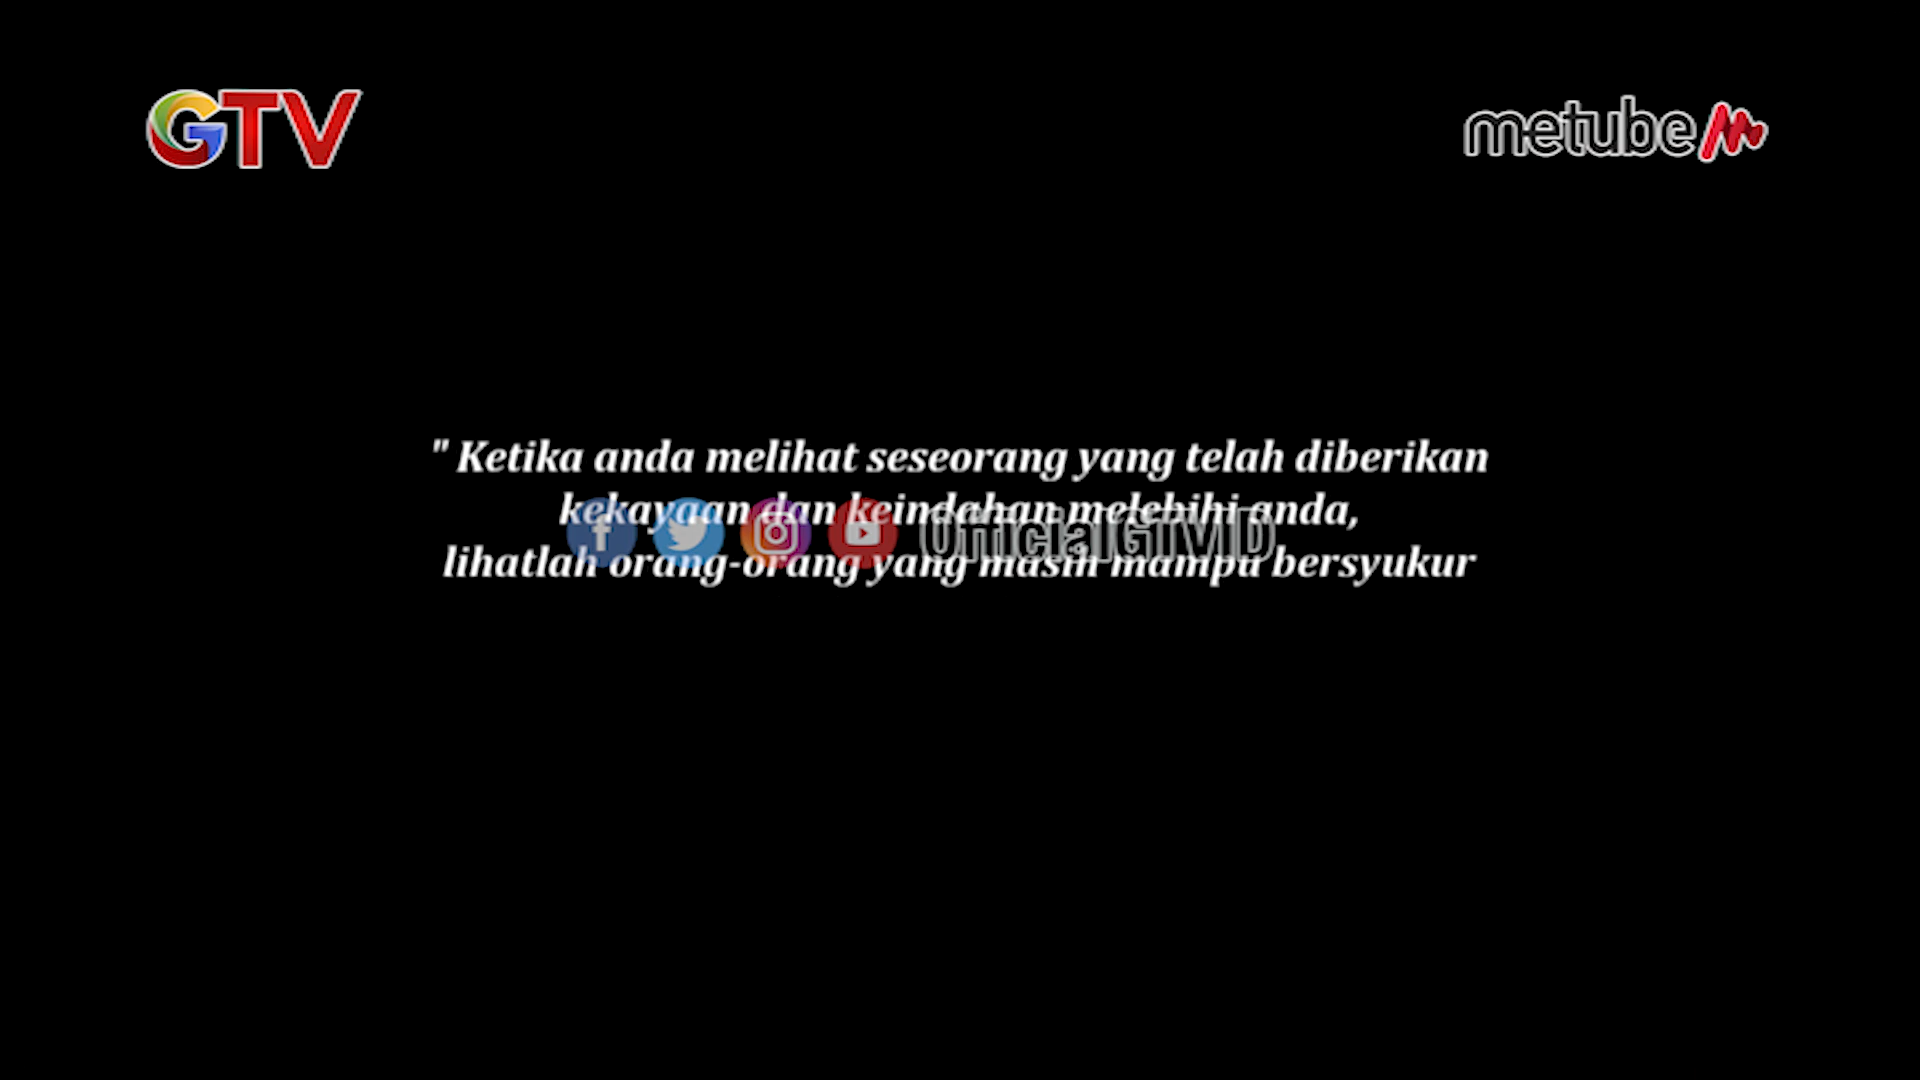 GTV
metube
" Ketika anda melihat seseorang yang telah diberikan
kekayaan dan keindahan melebihi anda,
OfficialGTVID
lihatlah orang-orang yang masih mampu bersyukur